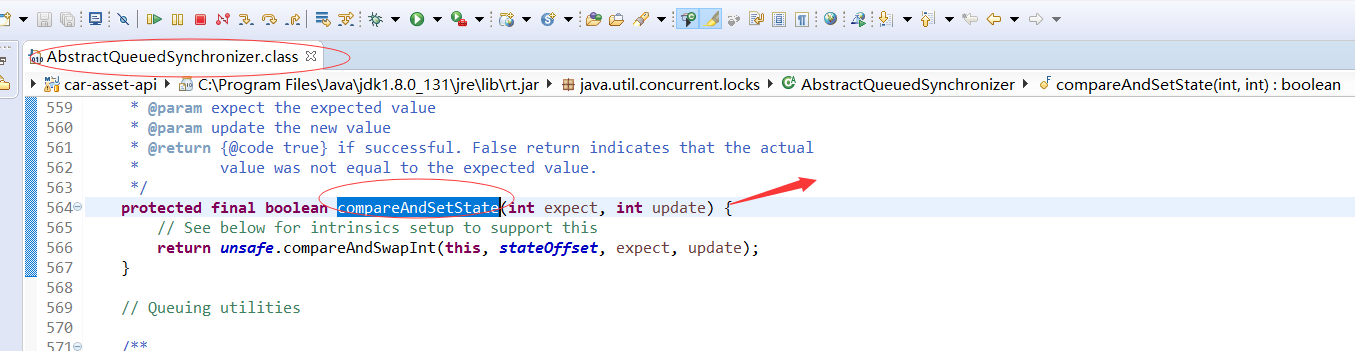 AbstractQueuedSynchronizer.class
car-asset-api C:\Program Files\Java\jdk1.8.0_131\jre\lib\rt.jar java.util.concurrent.locks AbstractQueuedSynchronizer compareAndSetState(int, int) : boolean
559 * @param expect the expected value
560 * @param update the new value
561 * @return {@code true} if successful. False return indicates that the actual
562 * value was not equal to the expected value.
563 */
564 protected final boolean compareAndSetState(int expect, int update) {
565 // See below for intrinsics setup to support this
566 return unsafe.compareAndSwapInt(this, stateOffset, expect, update);
567 }
568
569 // Queuing utilities
570
571 /**